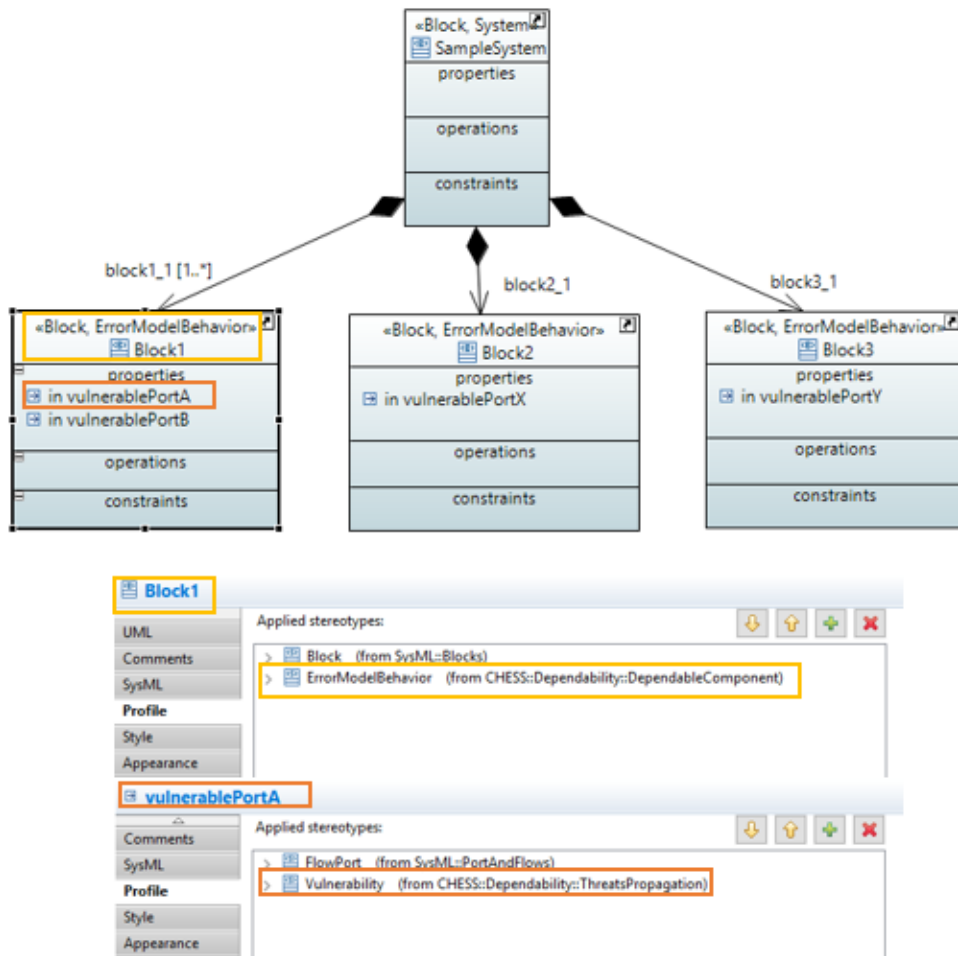 «Block, System»
SampleSystem
properties
operations
constraints
block1_1 [1..*]
block2_1
block3_1
«Block, ErrorModelBehavior»
Block1
properties
in vulnerablePortA
in vulnerablePortB
operations
constraints
«Block, ErrorModelBehavior»
Block2
properties
in vulnerablePortX
operations
constraints
«Block, ErrorModelBehavior»
Block3
properties
in vulnerablePortY
operations
constraints
Block1
UML
Comments
SysML
Profile
Style
Appearance
Applied stereotypes:
Block (from SysML::Blocks)
ErrorModelBehavior (from CHESS::Dependability::DependableComponent)
vulnerablePortA
Comments
SysML
Profile
Style
Appearance
Applied stereotypes:
FlowPort (from SysML::PortAndFlows)
Vulnerability (from CHESS::Dependability::ThreatsPropagation)